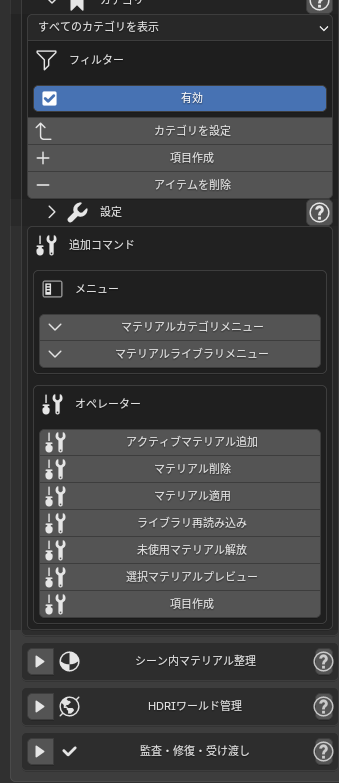 カテゴリ
すべてのカテゴリを表示
フィルター
有効
カテゴリを設定
項目作成
アイテムを削除
設定
追加コマンド
メニュー
マテリアルカテゴリメニュー
マテリアルライブラリメニュー
オペレーター
アクティブマテリアル追加
マテリアル削除
マテリアル適用
ライブラリ再読み込み
未使用マテリアル解放
選択マテリアルプレビュー
項目作成
シーン内マテリアル整理
HDRIワールド管理
監査・修復・受け渡し